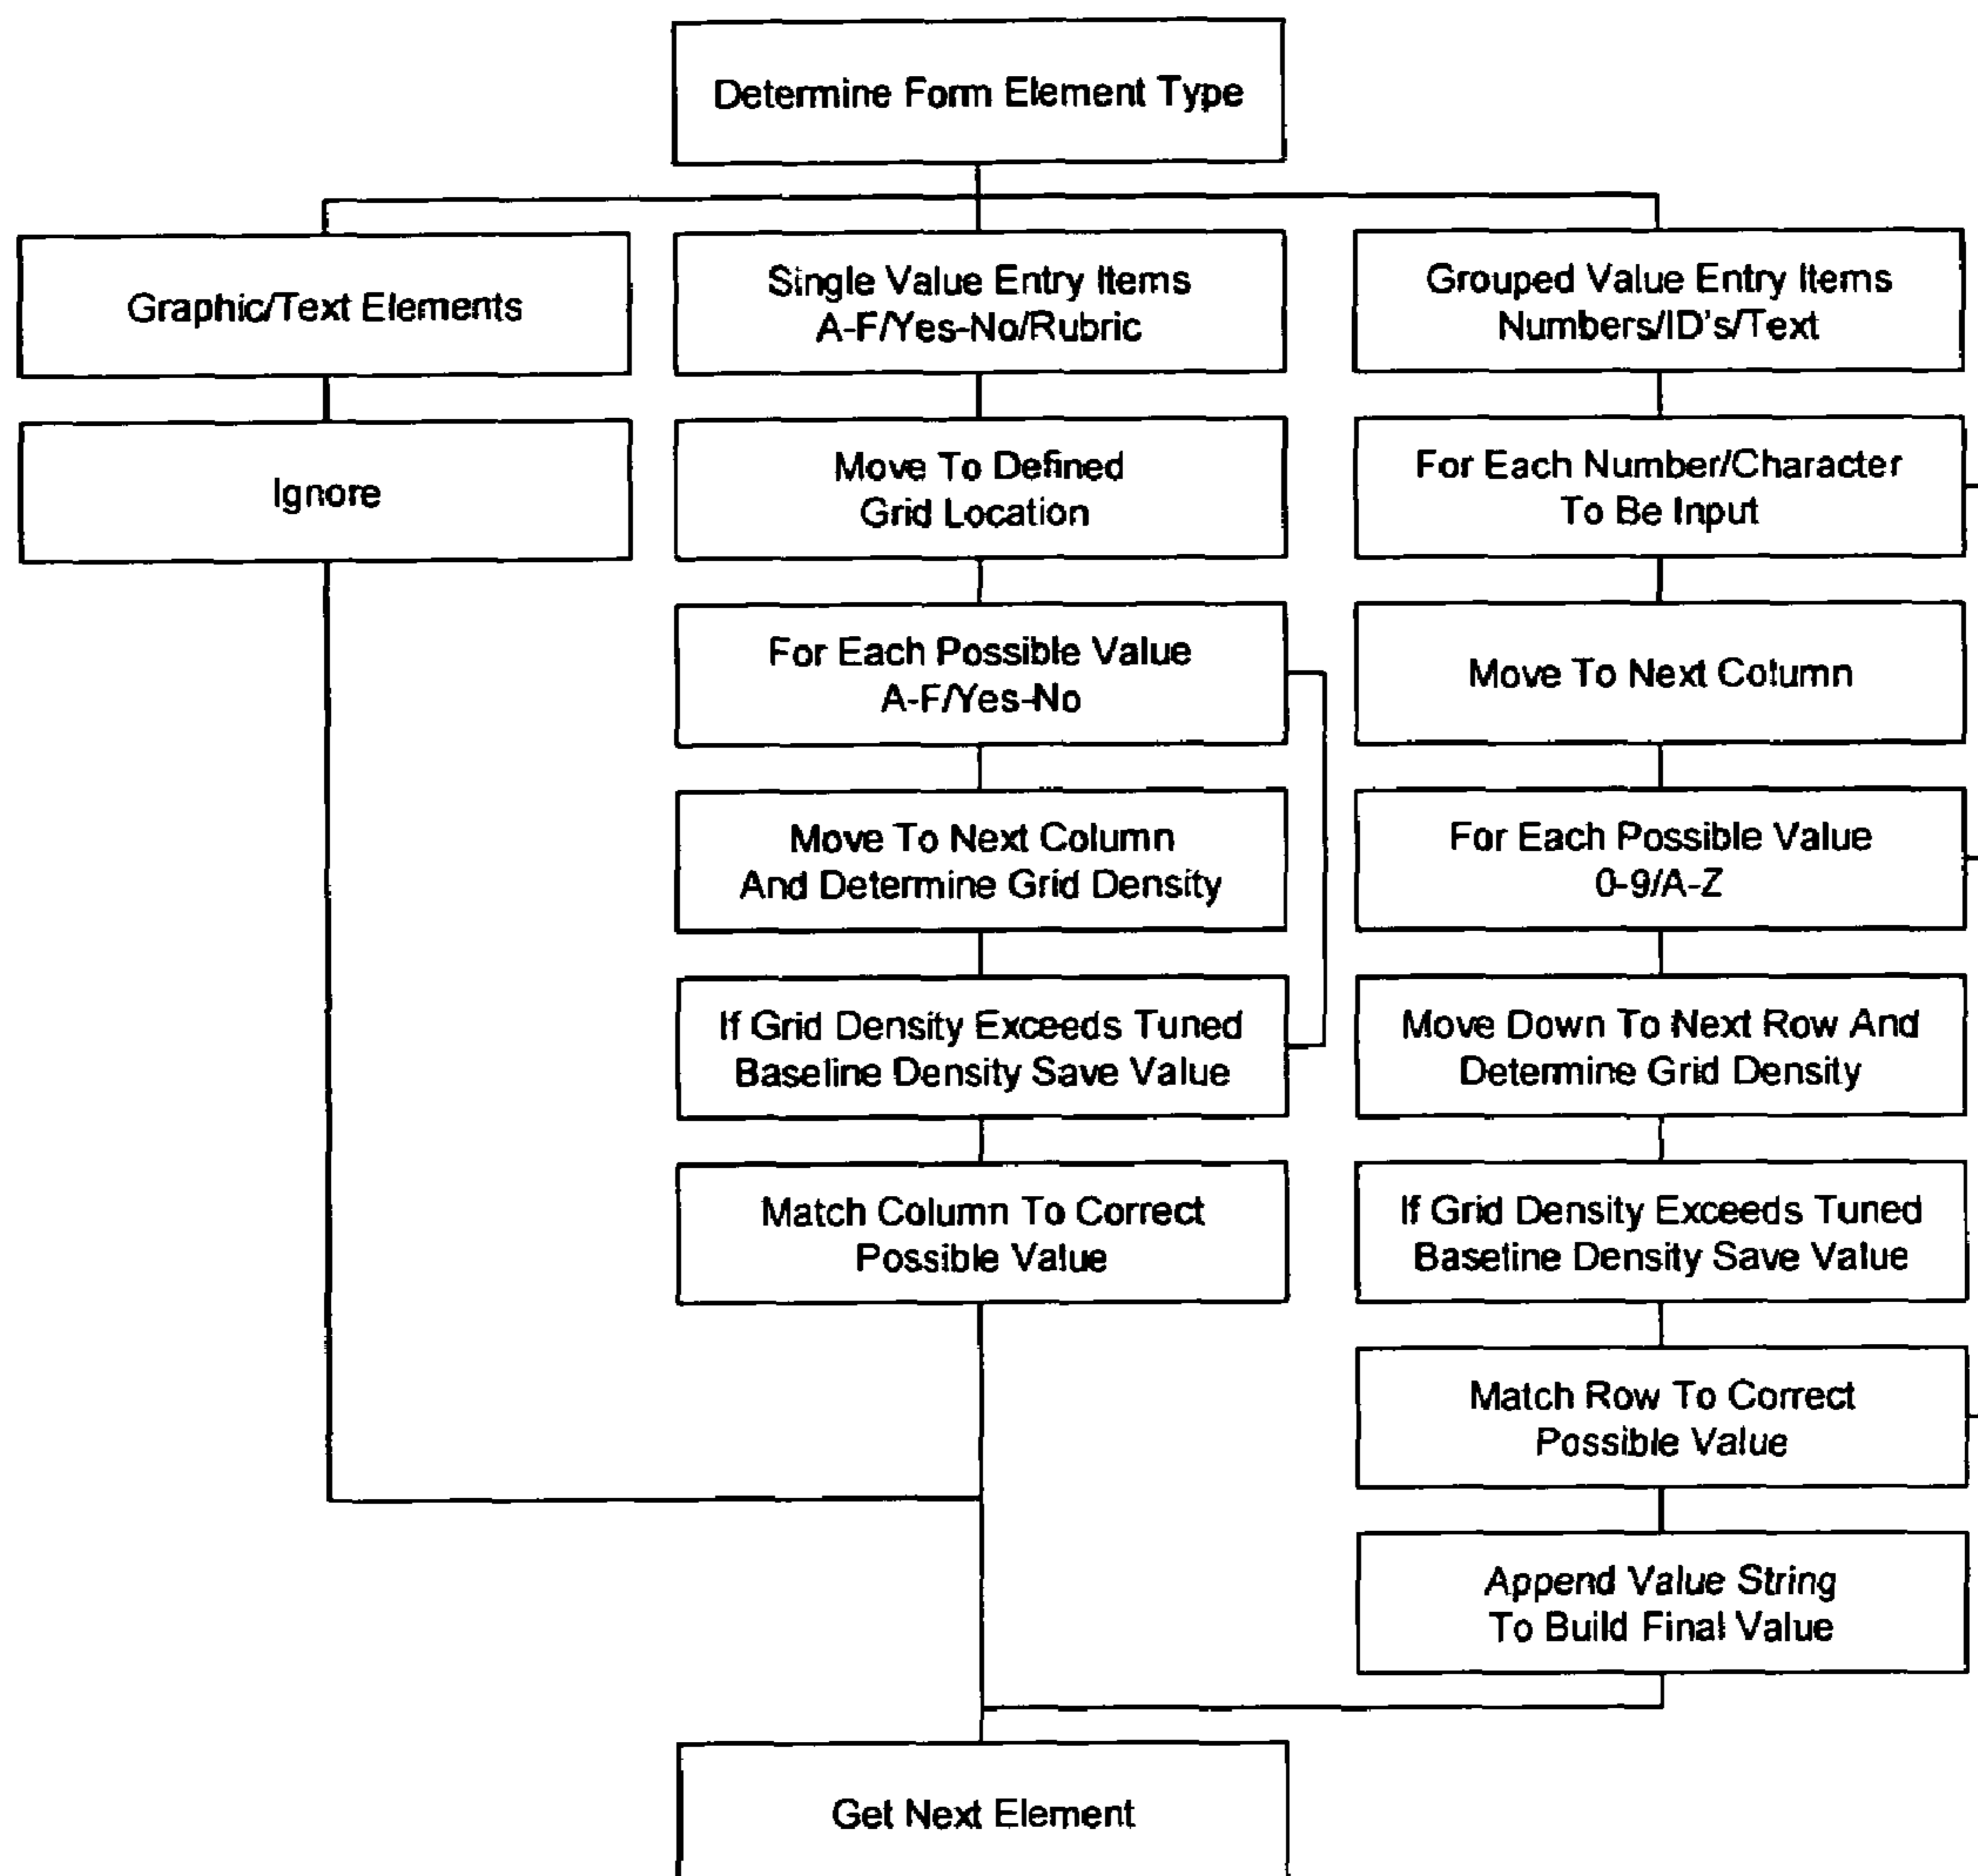 Determine Form Element Type
Graphic/Text Elements
Ignore
Single Value Entry Items
A-F/Yes-No/Rubric
Move To Defined
Grid Location
For Each Possible Value
A-F/Yes-No
Move To Next Column
And Determine Grid Density
If Grid Density Exceeds Tuned
Baseline Density Save Value
Match Column To Correct
Possible Value
Grouped Value Entry Items
Numbers/ID's/Text
For Each Number/Character
To Be Input
Move To Next Column
For Each Possible Value
0-9/A-Z
Move Down To Next Row And
Determine Grid Density
If Grid Density Exceeds Tuned
Baseline Density Save Value
Match Row To Correct
Possible Value
Append Value String
To Build Final Value
Get Next Element